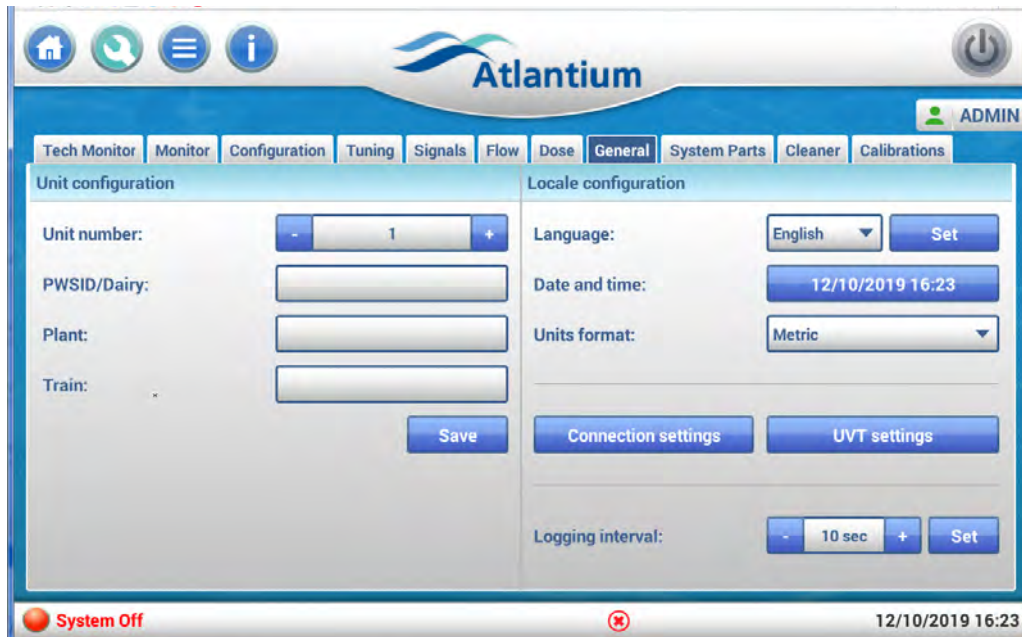 Atlantium
ADMIN
Tech Monitor Monitor Configuration Tuning Signals Flow Dose General System Parts Cleaner Calibrations
Unit configuration
Locale configuration
Unit number: - 1 +
Language: English Set
PWSID/Dairy:
Date and time: 12/10/2019 16:23
Plant:
Units format: Metric
Train:
Save
Connection settings UVT settings
Logging interval: - 10 sec + Set
System Off
12/10/2019 16:23